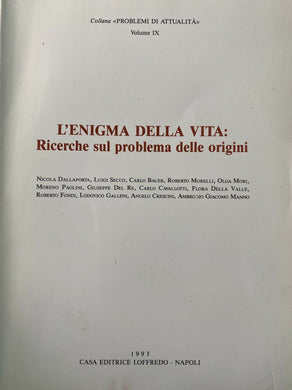 Collana «PROBLEMI DI ATTUALITÀ»
Volume IX
L'ENIGMA DELLA VITA:
Ricerche sul problema delle origini
NICOLA DALLAPORTA, LUIGI SECCO, CARLO BAUER, ROBERTO MORELLI, OLGA MORI,
MORENO PAOLINI, GIUSEPPE DEL RE, CARLO CAVALLOTTI, FLORA DELLA VALLE,
ROBERTO FONDI, LODOVICO GALLENI, ANGELO CRESCINI, AMBROGIO GIACOMO MANNO
1993
CASA EDITRICE LOFFREDO - NAPOLI